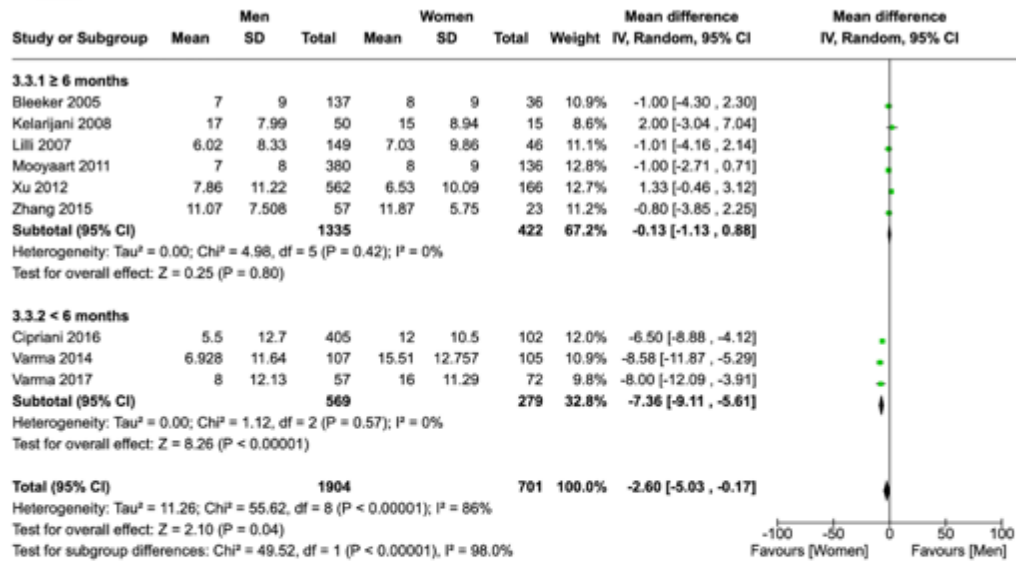 Men Women Mean difference Mean difference
Study or Subgroup Mean SD Total Mean SD Total Weight IV, Random, 95% CI IV, Random, 95% CI
3.3.1 ≥ 6 months
Bleeker 2005 7 9 137 8 9 36 10.9% -1.00 [-4.30 , 2.30]
Kelarijani 2008 17 7.99 50 15 8.94 15 8.6% 2.00 [-3.04 , 7.04]
Lilli 2007 6.02 8.33 149 7.03 9.86 46 11.1% -1.01 [-4.16 , 2.14]
Mooyaart 2011 7 8 380 8 9 136 12.8% -1.00 [-2.71 , 0.71]
Xu 2012 7.86 11.22 562 6.53 10.09 166 12.7% 1.33 [-0.46 , 3.12]
Zhang 2015 11.07 7.508 57 11.87 5.75 23 11.2% -0.80 [-3.85 , 2.25]
Subtotal (95% CI) 1335 422 67.2% -0.13 [-1.13 , 0.88]
Heterogeneity: Tau² = 0.00; Chi² = 4.98, df = 5 (P = 0.42); I² = 0%
Test for overall effect: Z = 0.25 (P = 0.80)
3.3.2 < 6 months
Cipriani 2016 5.5 12.7 405 12 10.5 102 12.0% -6.50 [-8.88 , -4.12]
Varma 2014 6.928 11.64 107 15.51 12.757 105 10.9% -8.58 [-11.87 , -5.29]
Varma 2017 8 12.13 57 16 11.29 72 9.8% -8.00 [-12.09 , -3.91]
Subtotal (95% CI) 569 279 32.8% -7.36 [-9.11 , -5.61]
Heterogeneity: Tau² = 0.00; Chi² = 1.12, df = 2 (P = 0.57); I² = 0%
Test for overall effect: Z = 8.26 (P < 0.00001)
Total (95% CI) 1904 701 100.0% -2.60 [-5.03 , -0.17]
Heterogeneity: Tau² = 11.26; Chi² = 55.62, df = 8 (P < 0.00001); I² = 86%
Test for overall effect: Z = 2.10 (P = 0.04)
Test for subgroup differences: Chi² = 49.52, df = 1 (P < 0.00001), I² = 98.0%
-100 -50 0 50 100
Favours [Women] Favours [Men]